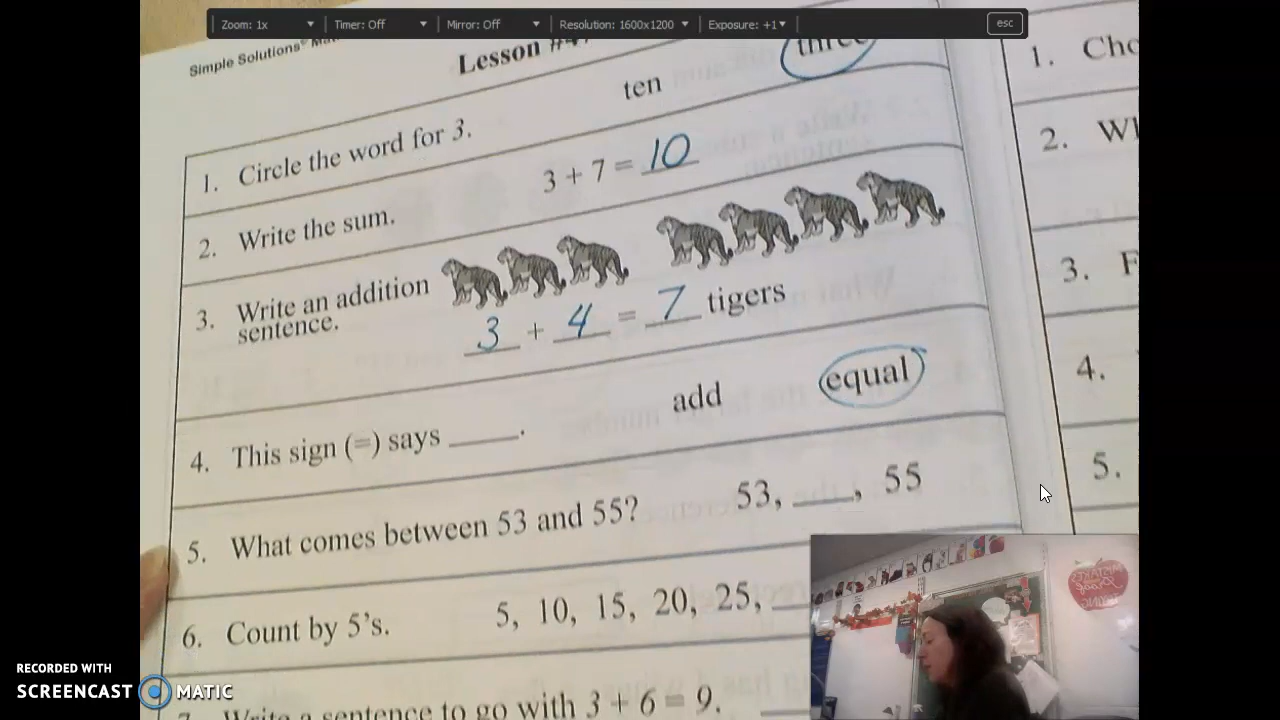 Zoom: 1x Timer: Off Mirror: Off Resolution: 1600x1200 Exposure: +1 esc
Simple Solutions®
Lesson
1. Circle the word for 3. ten three
2. Write the sum. 3 + 7 = 10
3. Write an addition
sentence.
3 + 4 = 7 tigers
4. This sign (=) says _____. add equal
5. What comes between 53 and 55? 53, ____, 55
6. Count by 5's. 5, 10, 15, 20, 25, ___
Write a sentence to go with 3 + 6 = 9. ___
1.
2.
3.
4.
5.
RECORDED WITH
SCREENCAST MATIC